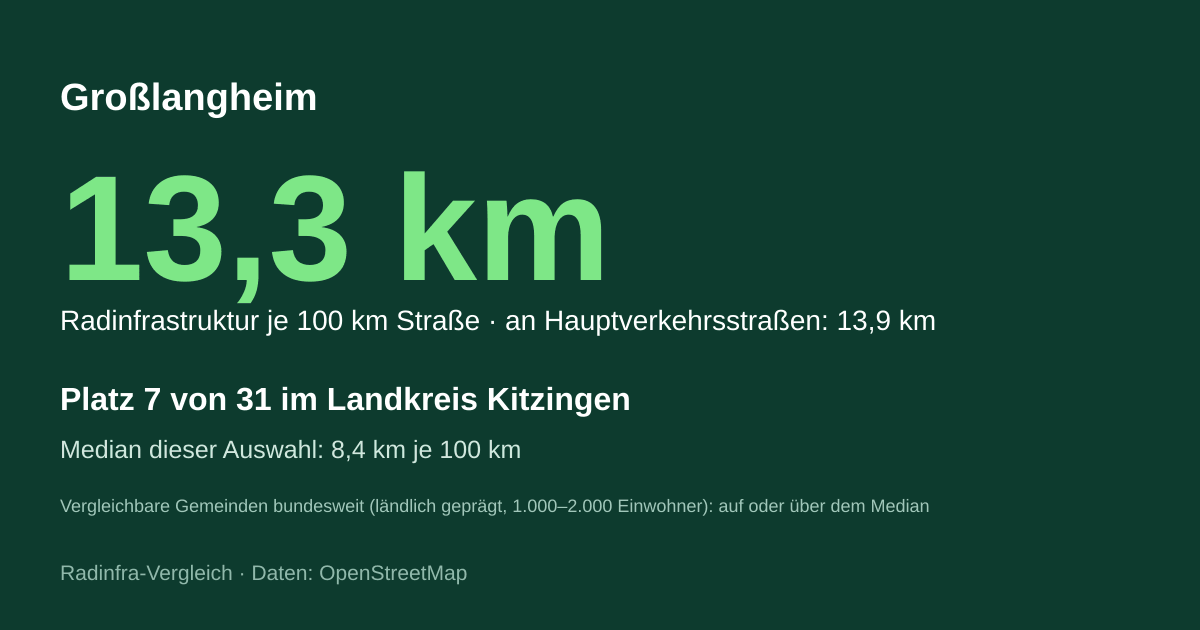 Großlangheim
13,3 km
Radinfrastruktur je 100 km Straße · an Hauptverkehrsstraßen: 13,9 km
Platz 7 von 31 im Landkreis Kitzingen
Median dieser Auswahl: 8,4 km je 100 km
Vergleichbare Gemeinden bundesweit (ländlich geprägt, 1.000–2.000 Einwohner): auf oder über dem Median
Radinfra-Vergleich · Daten: OpenStreetMap